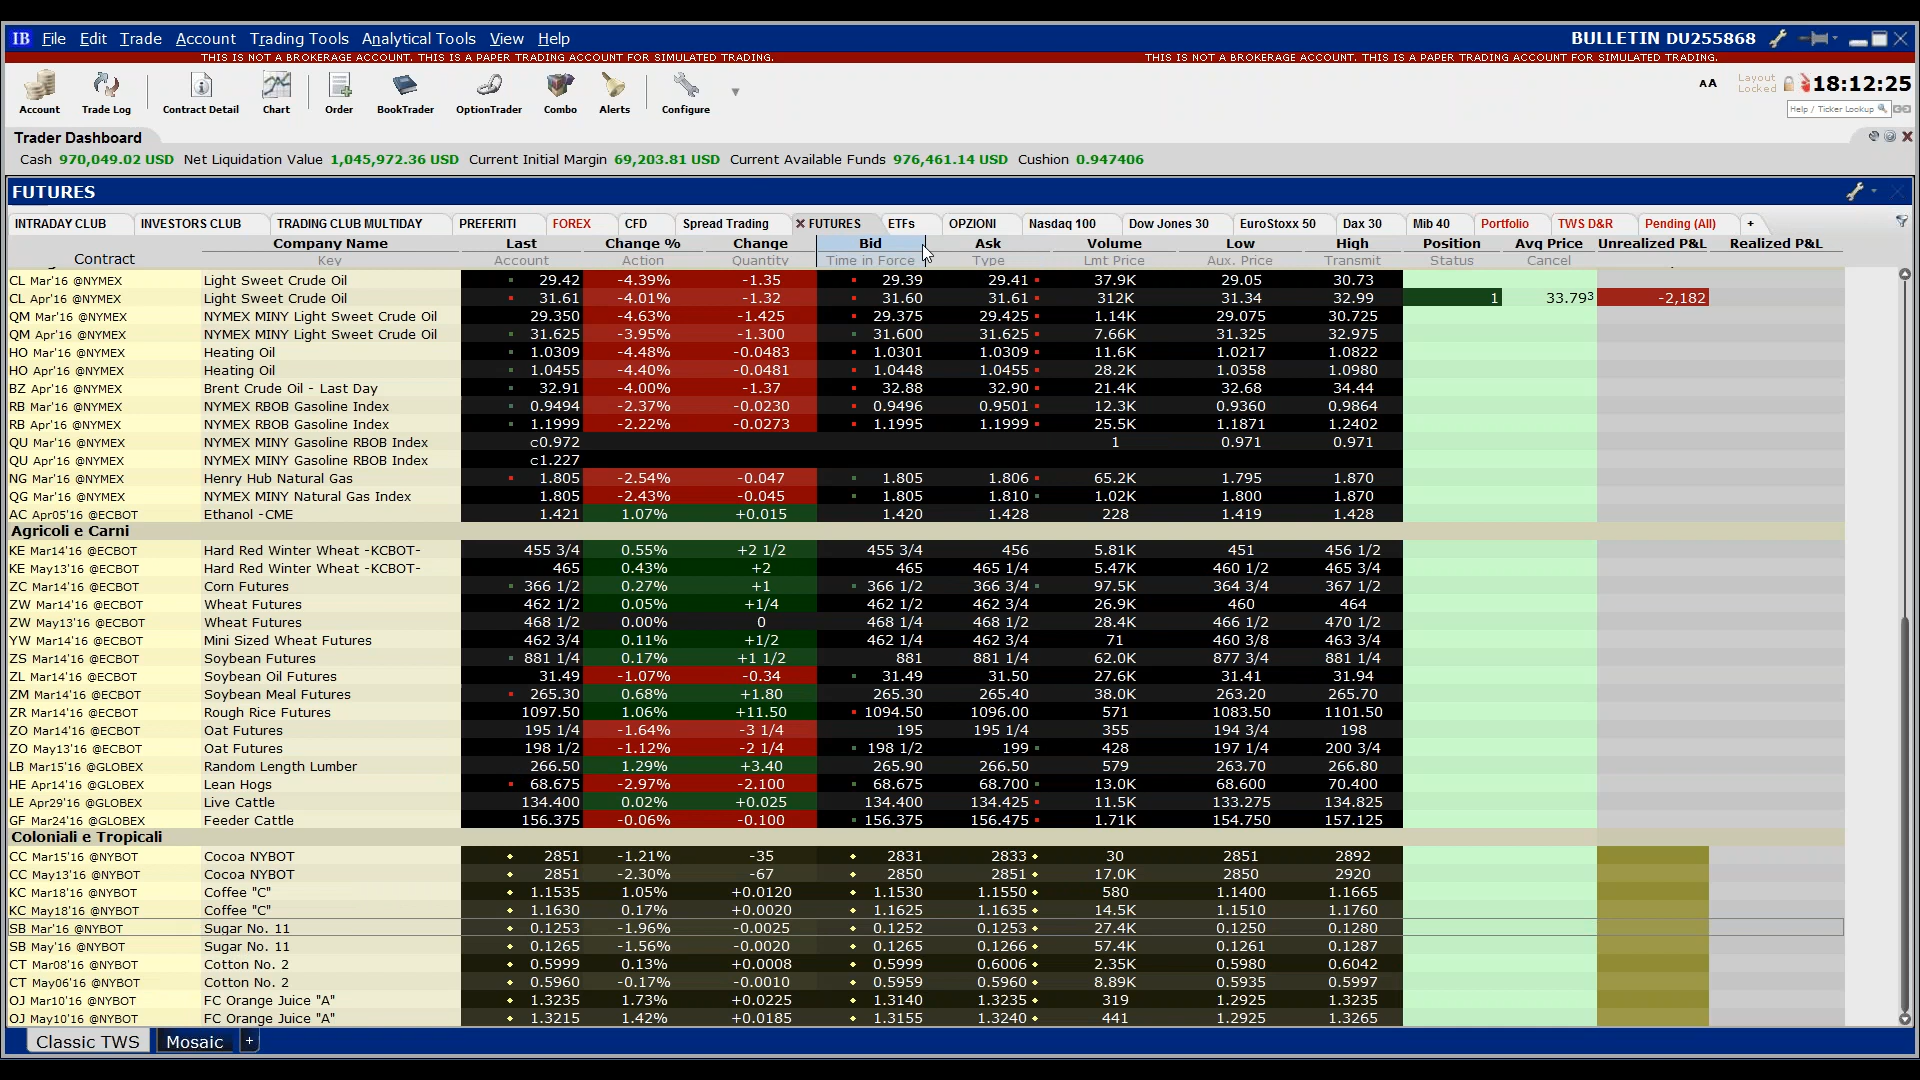 IB File Edit Trade Account Trading Tools Analytical Tools View Help BULLETIN DU255868
THIS IS NOT A BROKERAGE ACCOUNT. THIS IS A PAPER TRADING ACCOUNT FOR SIMULATED TRADING. THIS IS NOT A BROKERAGE ACCOUNT. THIS IS A PAPER TRADING ACCOUNT FOR SIMULATED TRADING.
Account Trade Log Contract Detail Chart Order BookTrader OptionTrader Combo Alerts Configure AA Layout Locked 18:12:25
Help / Ticker Lookup
Trader Dashboard
Cash 970,049.02 USD Net Liquidation Value 1,045,972.36 USD Current Initial Margin 69,203.81 USD Current Available Funds 976,461.14 USD Cushion 0.947406
FUTURES
INTRADAY CLUB INVESTORS CLUB TRADING CLUB MULTIDAY PREFERITI FOREX CFD Spread Trading FUTURES ETFs OPZIONI Nasdaq 100 Dow Jones 30 EuroStoxx 50 Dax 30 Mib 40 Portfolio TWS D&R Pending (All) +
Contract Company Name Last Change % Change Bid Ask Volume Low High Position Avg Price Unrealized P&L Realized P&L
Key Account Action Quantity Time in Force Type Lmt Price Aux. Price Transmit Status Cancel
CL Mar'16 @NYMEX Light Sweet Crude Oil 29.42 -4.39% -1.35 29.39 29.41 37.9K 29.05 30.73
CL Apr'16 @NYMEX Light Sweet Crude Oil 31.61 -4.01% -1.32 31.60 31.61 312K 31.34 32.99 1 33.79³ -2,182
QM Mar'16 @NYMEX NYMEX MINY Light Sweet Crude Oil 29.350 -4.63% -1.425 29.375 29.425 1.14K 29.075 30.725
QM Apr'16 @NYMEX NYMEX MINY Light Sweet Crude Oil 31.625 -3.95% -1.300 31.600 31.625 7.66K 31.325 32.975
HO Mar'16 @NYMEX Heating Oil 1.0309 -4.48% -0.0483 1.0301 1.0309 11.6K 1.0217 1.0822
HO Apr'16 @NYMEX Heating Oil 1.0455 -4.40% -0.0481 1.0448 1.0455 28.2K 1.0358 1.0980
BZ Apr'16 @NYMEX Brent Crude Oil - Last Day 32.91 -4.00% -1.37 32.88 32.90 21.4K 32.68 34.44
RB Mar'16 @NYMEX NYMEX RBOB Gasoline Index 0.9494 -2.37% -0.0230 0.9496 0.9501 12.3K 0.9360 0.9864
RB Apr'16 @NYMEX NYMEX RBOB Gasoline Index 1.1999 -2.22% -0.0273 1.1995 1.1999 25.5K 1.1871 1.2402
QU Mar'16 @NYMEX NYMEX MINY Gasoline RBOB Index c0.972 1 0.971 0.971
QU Apr'16 @NYMEX NYMEX MINY Gasoline RBOB Index c1.227
NG Mar'16 @NYMEX Henry Hub Natural Gas 1.805 -2.54% -0.047 1.805 1.806 65.2K 1.795 1.870
QG Mar'16 @NYMEX NYMEX MINY Natural Gas Index 1.805 -2.43% -0.045 1.805 1.810 1.02K 1.800 1.870
AC Apr05'16 @ECBOT Ethanol -CME 1.421 1.07% +0.015 1.420 1.428 228 1.419 1.428
Agricoli e Carni
KE Mar14'16 @ECBOT Hard Red Winter Wheat -KCBOT- 455 3/4 0.55% +2 1/2 455 3/4 456 5.81K 451 456 1/2
KE May13'16 @ECBOT Hard Red Winter Wheat -KCBOT- 465 0.43% +2 465 465 1/4 5.47K 460 1/2 465 3/4
ZC Mar14'16 @ECBOT Corn Futures 366 1/2 0.27% +1 366 1/2 366 3/4 97.5K 364 3/4 367 1/2
ZW Mar14'16 @ECBOT Wheat Futures 462 1/2 0.05% +1/4 462 1/2 462 3/4 26.9K 460 464
ZW May13'16 @ECBOT Wheat Futures 468 1/2 0.00% 0 468 1/4 468 1/2 28.4K 466 1/2 470 1/2
YW Mar14'16 @ECBOT Mini Sized Wheat Futures 462 3/4 0.11% +1/2 462 1/4 462 3/4 71 460 3/8 463 3/4
ZS Mar14'16 @ECBOT Soybean Futures 881 1/4 0.17% +1 1/2 881 881 1/4 62.0K 877 3/4 881 1/4
ZL Mar14'16 @ECBOT Soybean Oil Futures 31.49 -1.07% -0.34 31.49 31.50 27.6K 31.41 31.94
ZM Mar14'16 @ECBOT Soybean Meal Futures 265.30 0.68% +1.80 265.30 265.40 38.0K 263.20 265.70
ZR Mar14'16 @ECBOT Rough Rice Futures 1097.50 1.06% +11.50 1094.50 1096.00 571 1083.50 1101.50
ZO Mar14'16 @ECBOT Oat Futures 195 1/4 -1.64% -3 1/4 195 195 1/4 355 194 3/4 198
ZO May13'16 @ECBOT Oat Futures 198 1/2 -1.12% -2 1/4 198 1/2 199 428 197 1/4 200 3/4
LB Mar15'16 @GLOBEX Random Length Lumber 266.50 1.29% +3.40 265.90 266.50 579 263.70 266.80
HE Apr14'16 @GLOBEX Lean Hogs 68.675 -2.97% -2.100 68.675 68.700 13.0K 68.600 70.400
LE Apr29'16 @GLOBEX Live Cattle 134.400 0.02% +0.025 134.400 134.425 11.5K 133.275 134.825
GF Mar24'16 @GLOBEX Feeder Cattle 156.375 -0.06% -0.100 156.375 156.475 1.71K 154.750 157.125
Coloniali e Tropicali
CC Mar15'16 @NYBOT Cocoa NYBOT 2851 -1.21% -35 2831 2833 30 2851 2892
CC May13'16 @NYBOT Cocoa NYBOT 2851 -2.30% -67 2850 2851 17.0K 2850 2920
KC Mar18'16 @NYBOT Coffee "C" 1.1535 1.05% +0.0120 1.1530 1.1550 580 1.1400 1.1665
KC May18'16 @NYBOT Coffee "C" 1.1630 0.17% +0.0020 1.1625 1.1635 14.5K 1.1510 1.1760
SB Mar'16 @NYBOT Sugar No. 11 0.1253 -1.96% -0.0025 0.1252 0.1253 27.4K 0.1250 0.1280
SB May'16 @NYBOT Sugar No. 11 0.1265 -1.56% -0.0020 0.1265 0.1266 57.4K 0.1261 0.1287
CT Mar08'16 @NYBOT Cotton No. 2 0.5999 0.13% +0.0008 0.5999 0.6006 2.35K 0.5980 0.6042
CT May06'16 @NYBOT Cotton No. 2 0.5960 -0.17% -0.0010 0.5959 0.5960 8.89K 0.5935 0.5997
OJ Mar10'16 @NYBOT FC Orange Juice "A" 1.3235 1.73% +0.0225 1.3140 1.3235 319 1.2925 1.3235
OJ May10'16 @NYBOT FC Orange Juice "A" 1.3215 1.42% +0.0185 1.3155 1.3240 441 1.2925 1.3265
Classic TWS Mosaic +